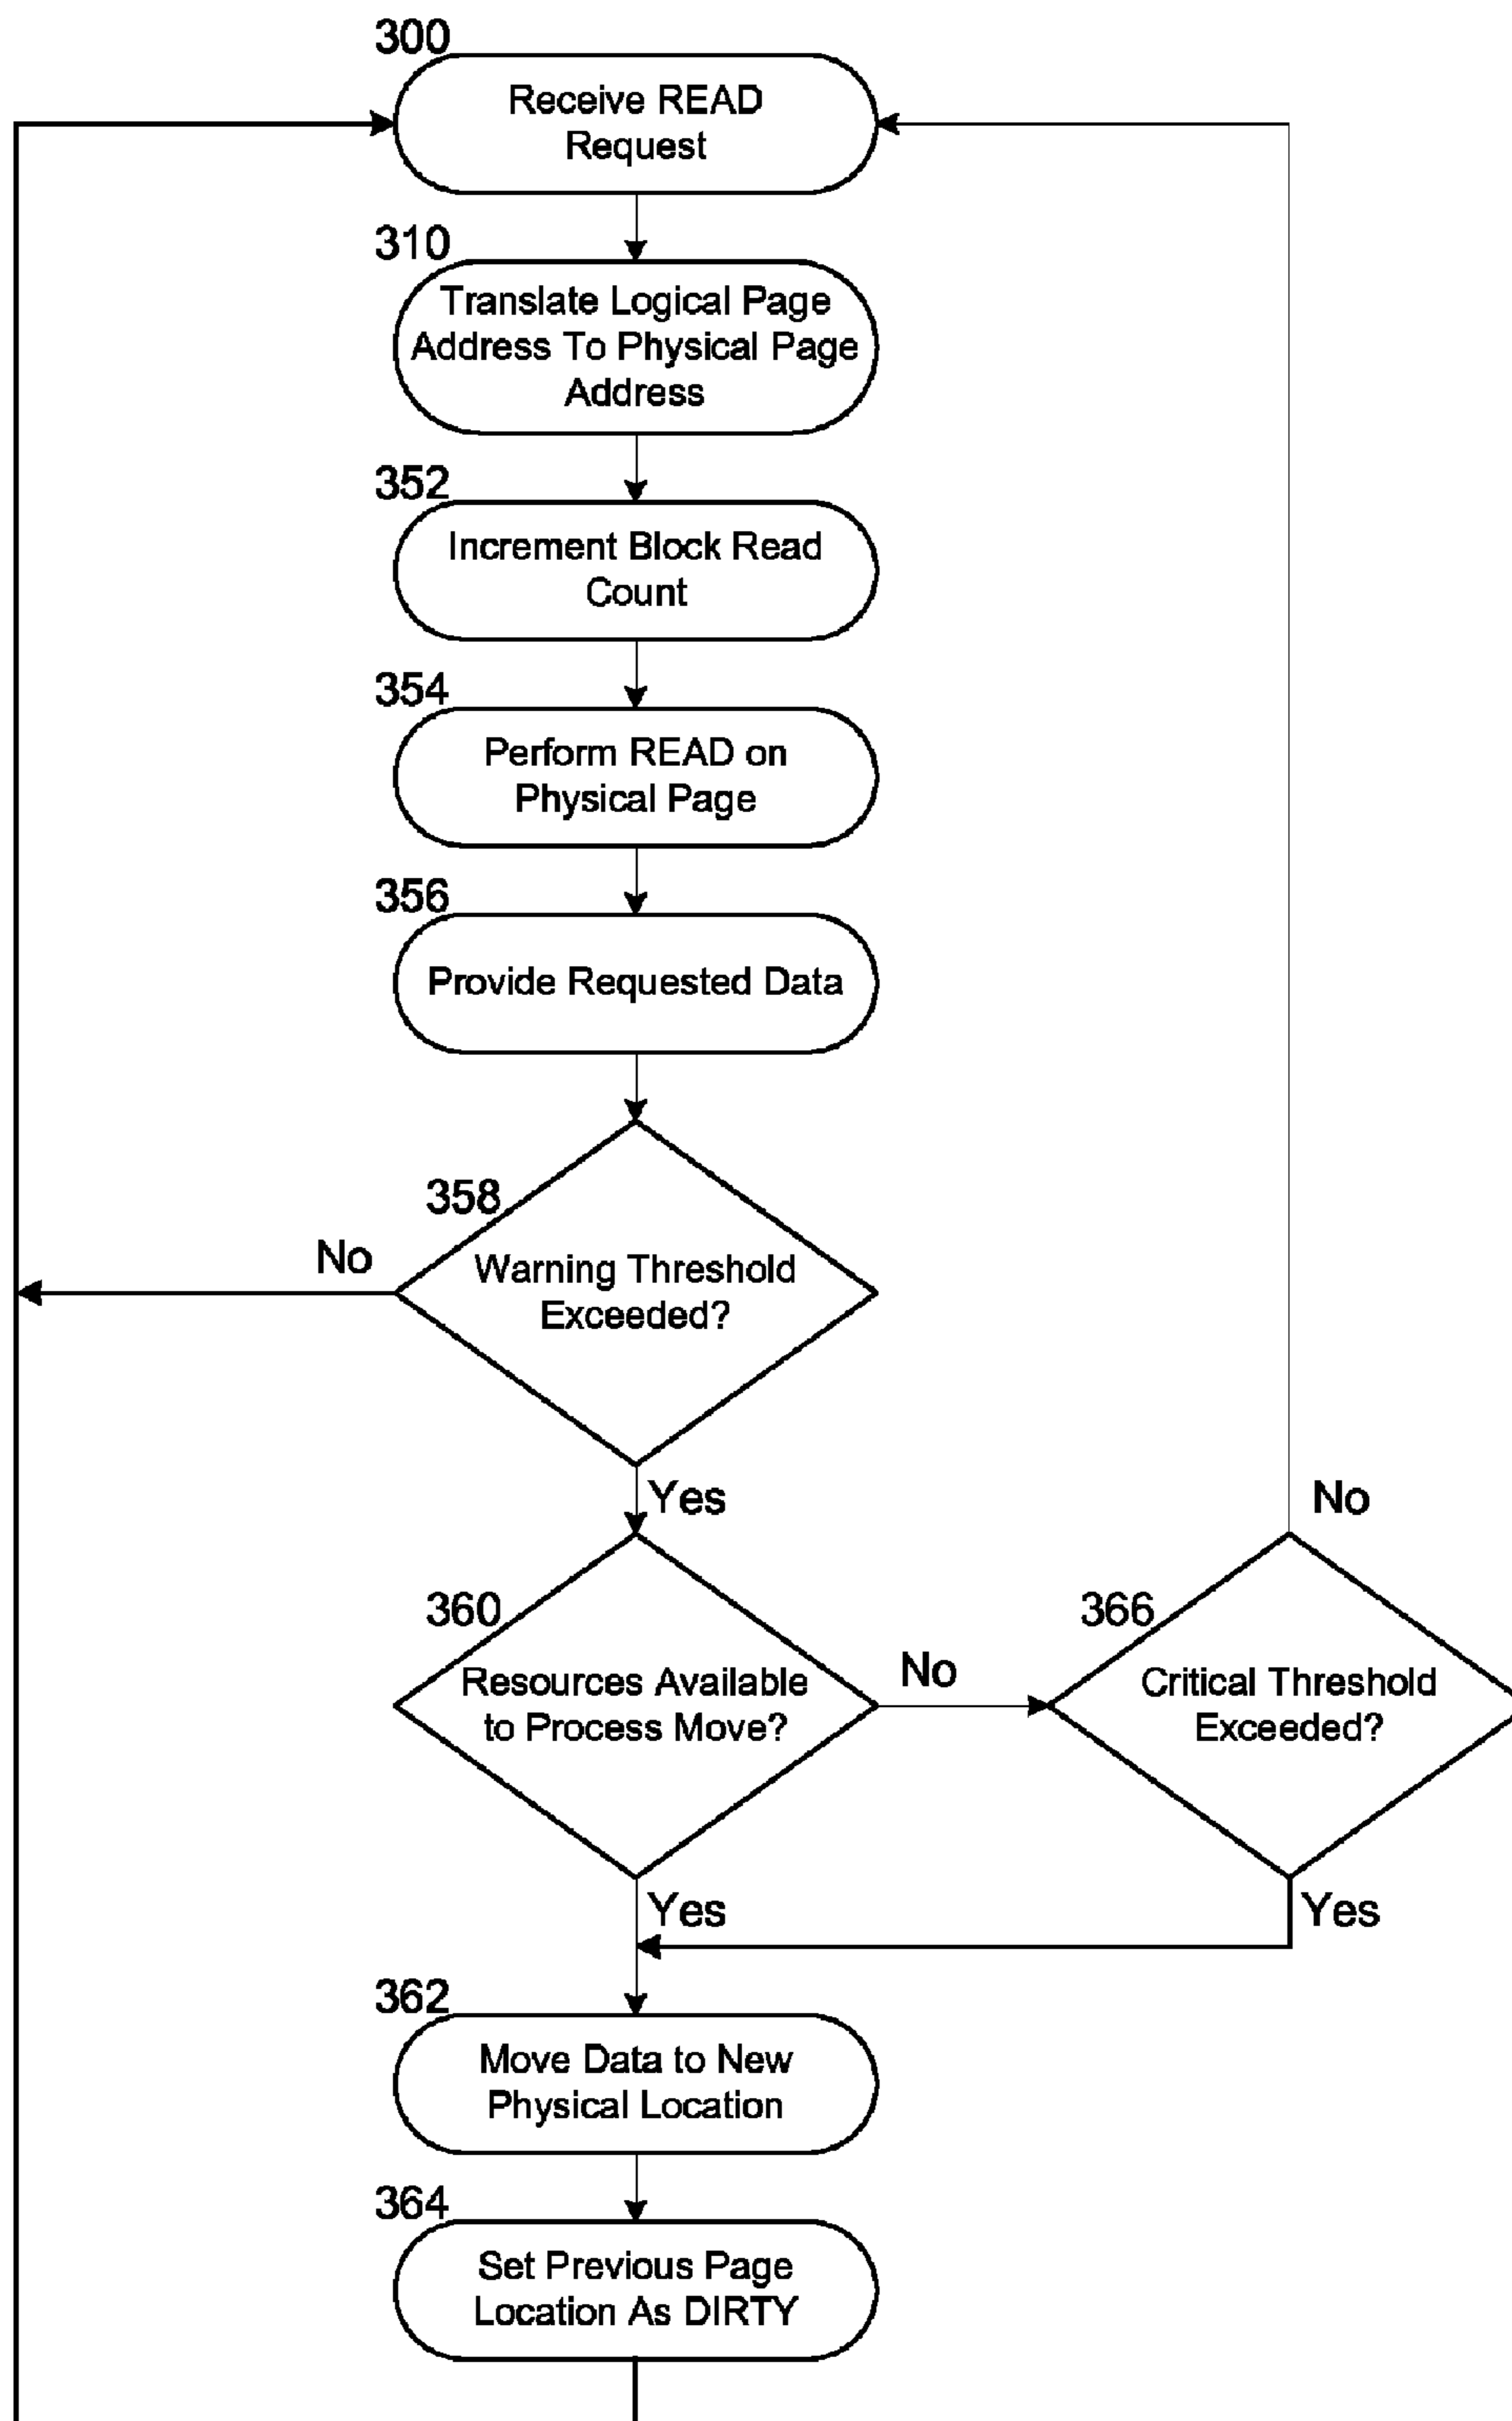 300
Receive READ
Request
310
Translate Logical Page
Address To Physical Page
Address
352
Increment Block Read
Count
354
Perform READ on
Physical Page
356
Provide Requested Data
358
Warning Threshold
Exceeded?
No
Yes
360
Resources Available
to Process Move?
No
Yes
366
Critical Threshold
Exceeded?
No
Yes
362
Move Data to New
Physical Location
364
Set Previous Page
Location As DIRTY